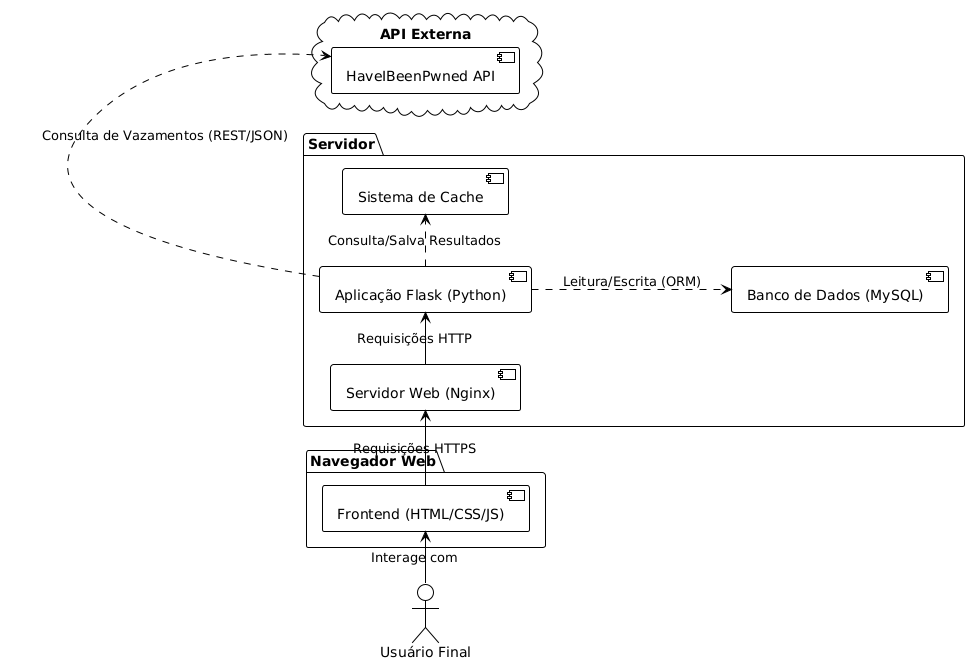 API Externa
HaveIBeenPwned API
Consulta de Vazamentos (REST/JSON)
Servidor
Sistema de Cache
Consulta/Salva Resultados
Leitura/Escrita (ORM)
Aplicação Flask (Python)
Banco de Dados (MySQL)
Requisições HTTP
Servidor Web (Nginx)
Requisições HTTPS
Navegador Web
Frontend (HTML/CSS/JS)
Interage com
Usuário Final